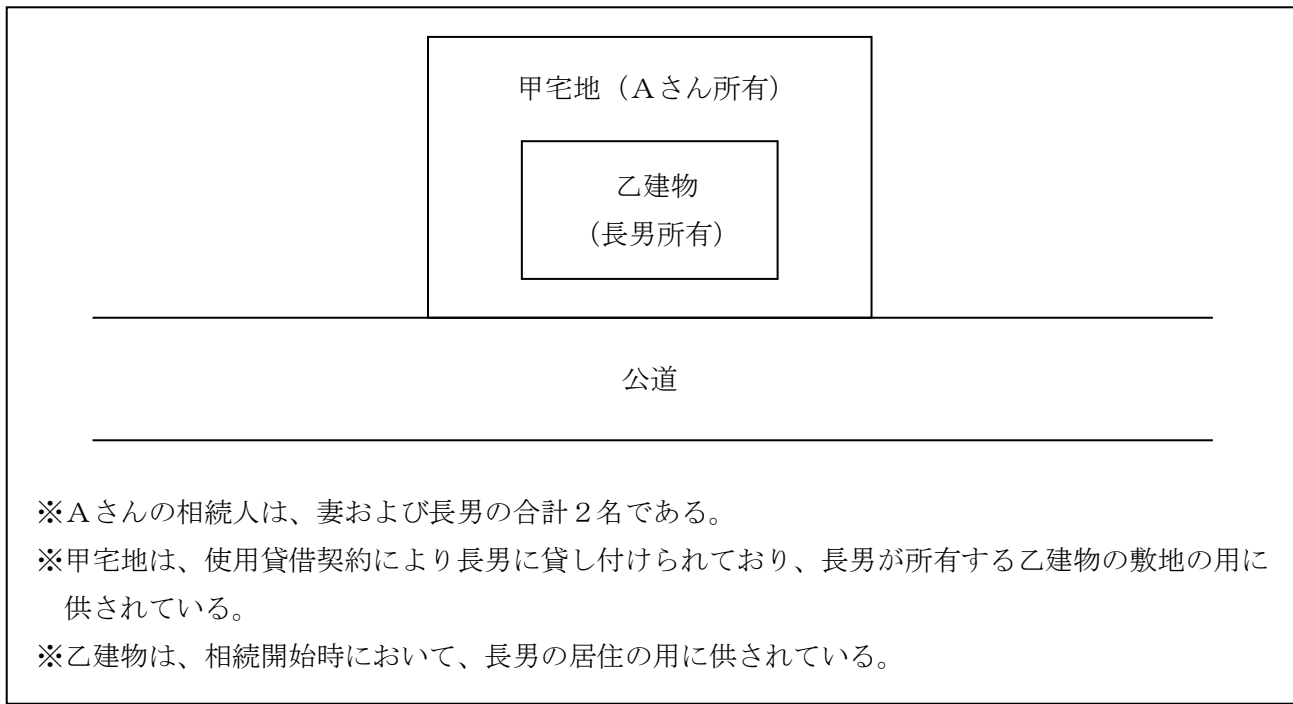 甲宅地（Ａさん所有）
乙建物
（長男所有）
公道
※Ａさんの相続人は、妻および長男の合計２名である。
※甲宅地は、使用貸借契約により長男に貸し付けられており、長男が所有する乙建物の敷地の用に
供されている。
※乙建物は、相続開始時において、長男の居住の用に供されている。